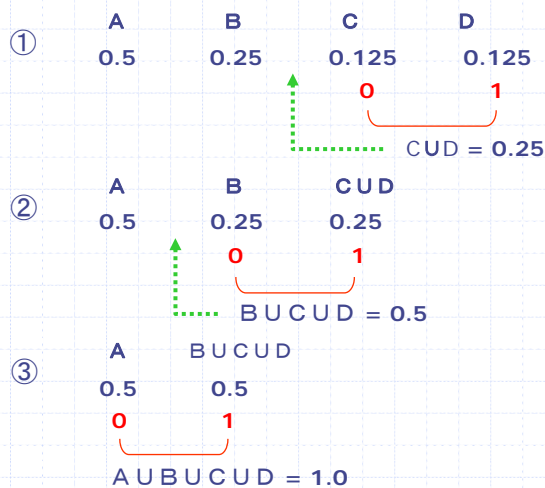 ① A B C D
0.5 0.25 0.125 0.125
0 1
C U D = 0.25
② A B C U D
0.5 0.25 0.25
0 1
B U C U D = 0.5
③ A B U C U D
0.5 0.5
0 1
A U B U C U D = 1.0